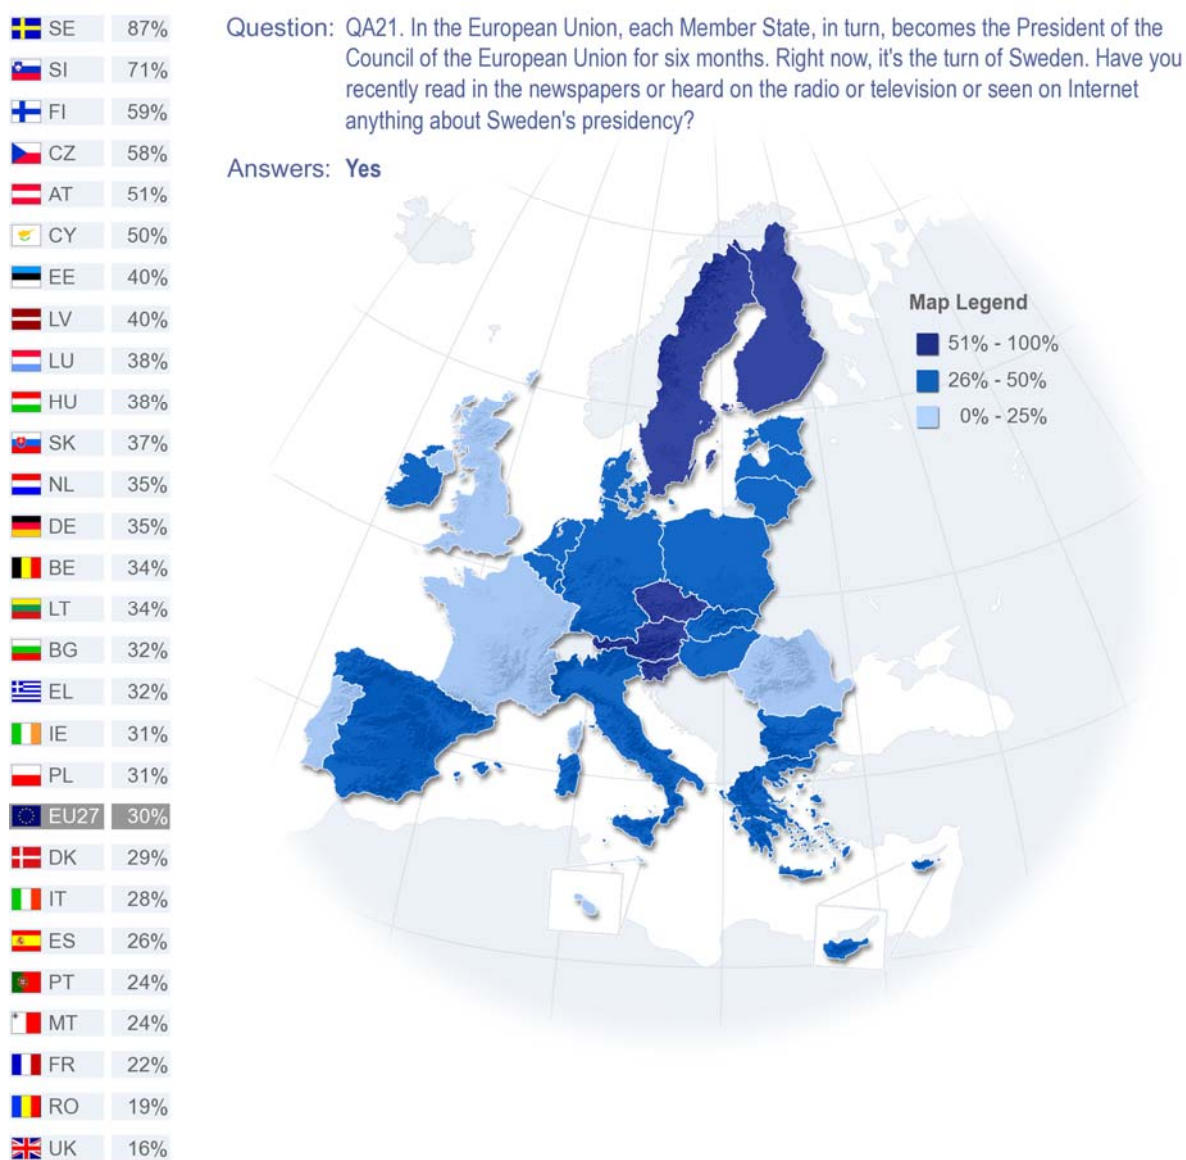 Question: QA21. In the European Union, each Member State, in turn, becomes the President of the
Council of the European Union for six months. Right now, it's the turn of Sweden. Have you
recently read in the newspapers or heard on the radio or television or seen on Internet
anything about Sweden's presidency?
Answers: Yes
SE 87%
SI 71%
FI 59%
CZ 58%
AT 51%
CY 50%
EE 40%
LV 40%
LU 38%
HU 38%
SK 37%
NL 35%
DE 35%
BE 34%
LT 34%
BG 32%
EL 32%
IE 31%
PL 31%
EU27 30%
DK 29%
IT 28%
ES 26%
PT 24%
MT 24%
FR 22%
RO 19%
UK 16%
Map Legend
51% - 100%
26% - 50%
0% - 25%